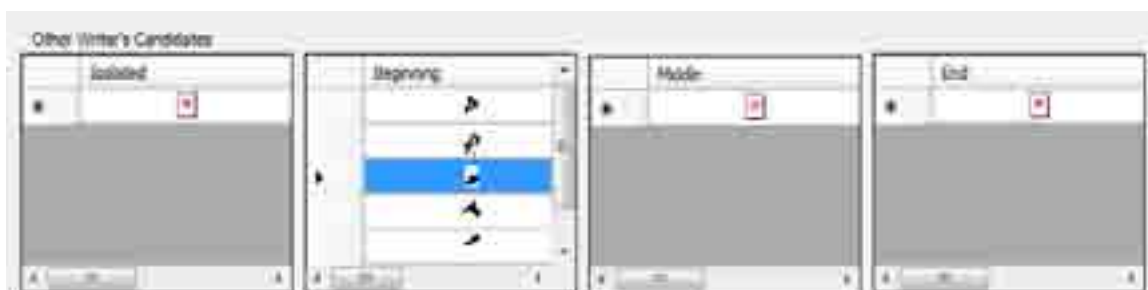 Other Writer's Candidates
Isolated
Beginning
Middle
End